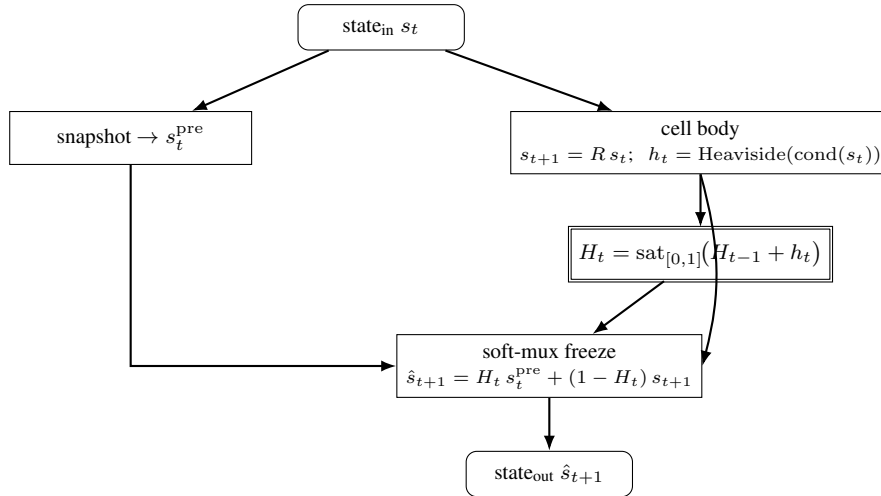 state_in s_t
snapshot → s_t^pre
cell body
s_{t+1} = R s_t; h_t = Heaviside(cond(s_t))
H_t = sat_{[0,1]}(H_{t−1} + h_t)
soft-mux freeze
ŝ_{t+1} = H_t s_t^pre + (1 − H_t) s_{t+1}
state_out ŝ_{t+1}